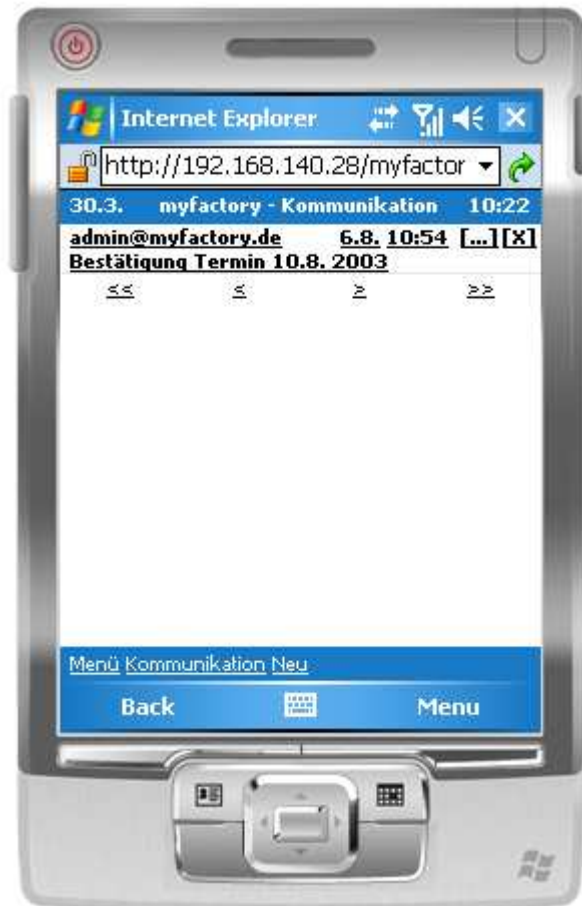 Internet Explorer
http://192.168.140.28/myfactor
30.3. myfactory - Kommunikation 10:22
admin@myfactory.de 6.8. 10:54 [...][X]
Bestätigung Termin 10.8. 2003
<< < > >>
Menü Kommunikation Neu
Back Menu